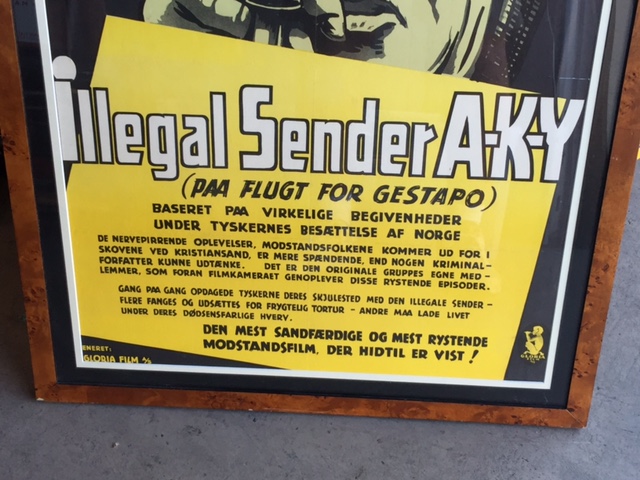 Illegal Sender A-K-Y
(PAA FLUGT FOR GESTAPO)
BASERET PAA VIRKELIGE BEGIVENHEDER
UNDER TYSKERNES BESÆTTELSE AF NORGE
DE NERVEPIRRENDE OPLEVELSER, MODSTANDSFOLKENE KOMMER UD FOR I
SKOVENE VED KRISTIANSAND, ER MERE SPÆNDENDE, END NOGEN KRIMINAL-
FORFATTER KUNNE UDTÆNKE. DET ER DEN ORIGINALE GRUPPES EGNE MED-
LEMMER, SOM FORAN FILMKAMERAET GENOPLEVER DISSE RYSTENDE EPISODER.
GANG PAA GANG OPDAGEDE TYSKERNE DERES SKJULESTED MED DEN ILLEGALE SENDER-
FLERE FANGES OG UDSÆTTES FOR FRYGTELIG TORTUR - ANDRE MAA LADE LIVET
UNDER DERES DØDSENSFARLIGE HVERV.
DEN MEST SANDFÆRDIGE OG MEST RYSTENDE
MODSTANDSFILM, DER HIDTIL ER VIST!
ENERET:
GLORIA FILM A/S
GLORIA